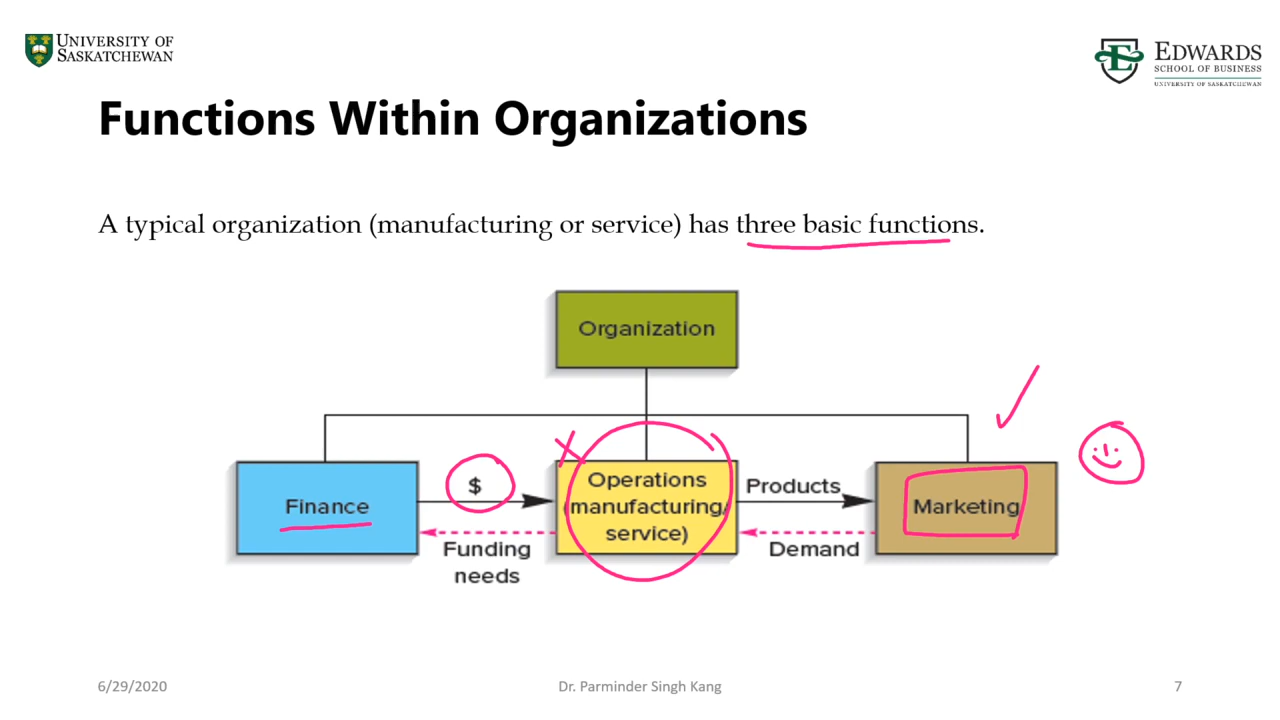 UNIVERSITY OF
SASKATCHEWAN
EDWARDS
SCHOOL OF BUSINESS
UNIVERSITY OF SASKATCHEWAN
Functions Within Organizations
A typical organization (manufacturing or service) has three basic functions.
Organization
Finance
$
Funding
needs
Operations
(manufacturing/
service)
Products
Demand
Marketing
6/29/2020
Dr. Parminder Singh Kang
7